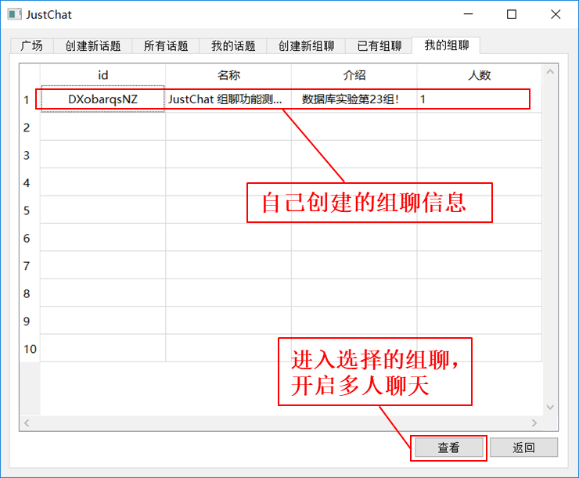 JustChat
广场 创建新话题 所有话题 我的话题 创建新组聊 已有组聊 我的组聊
id 名称 介绍 人数
1 DXobarqsNZ JustChat 组聊功能测... 数据库实验第23组! 1
2
3
4
自己创建的组聊信息
5
6
7
8
9
10
进入选择的组聊，
开启多人聊天
查看 返回